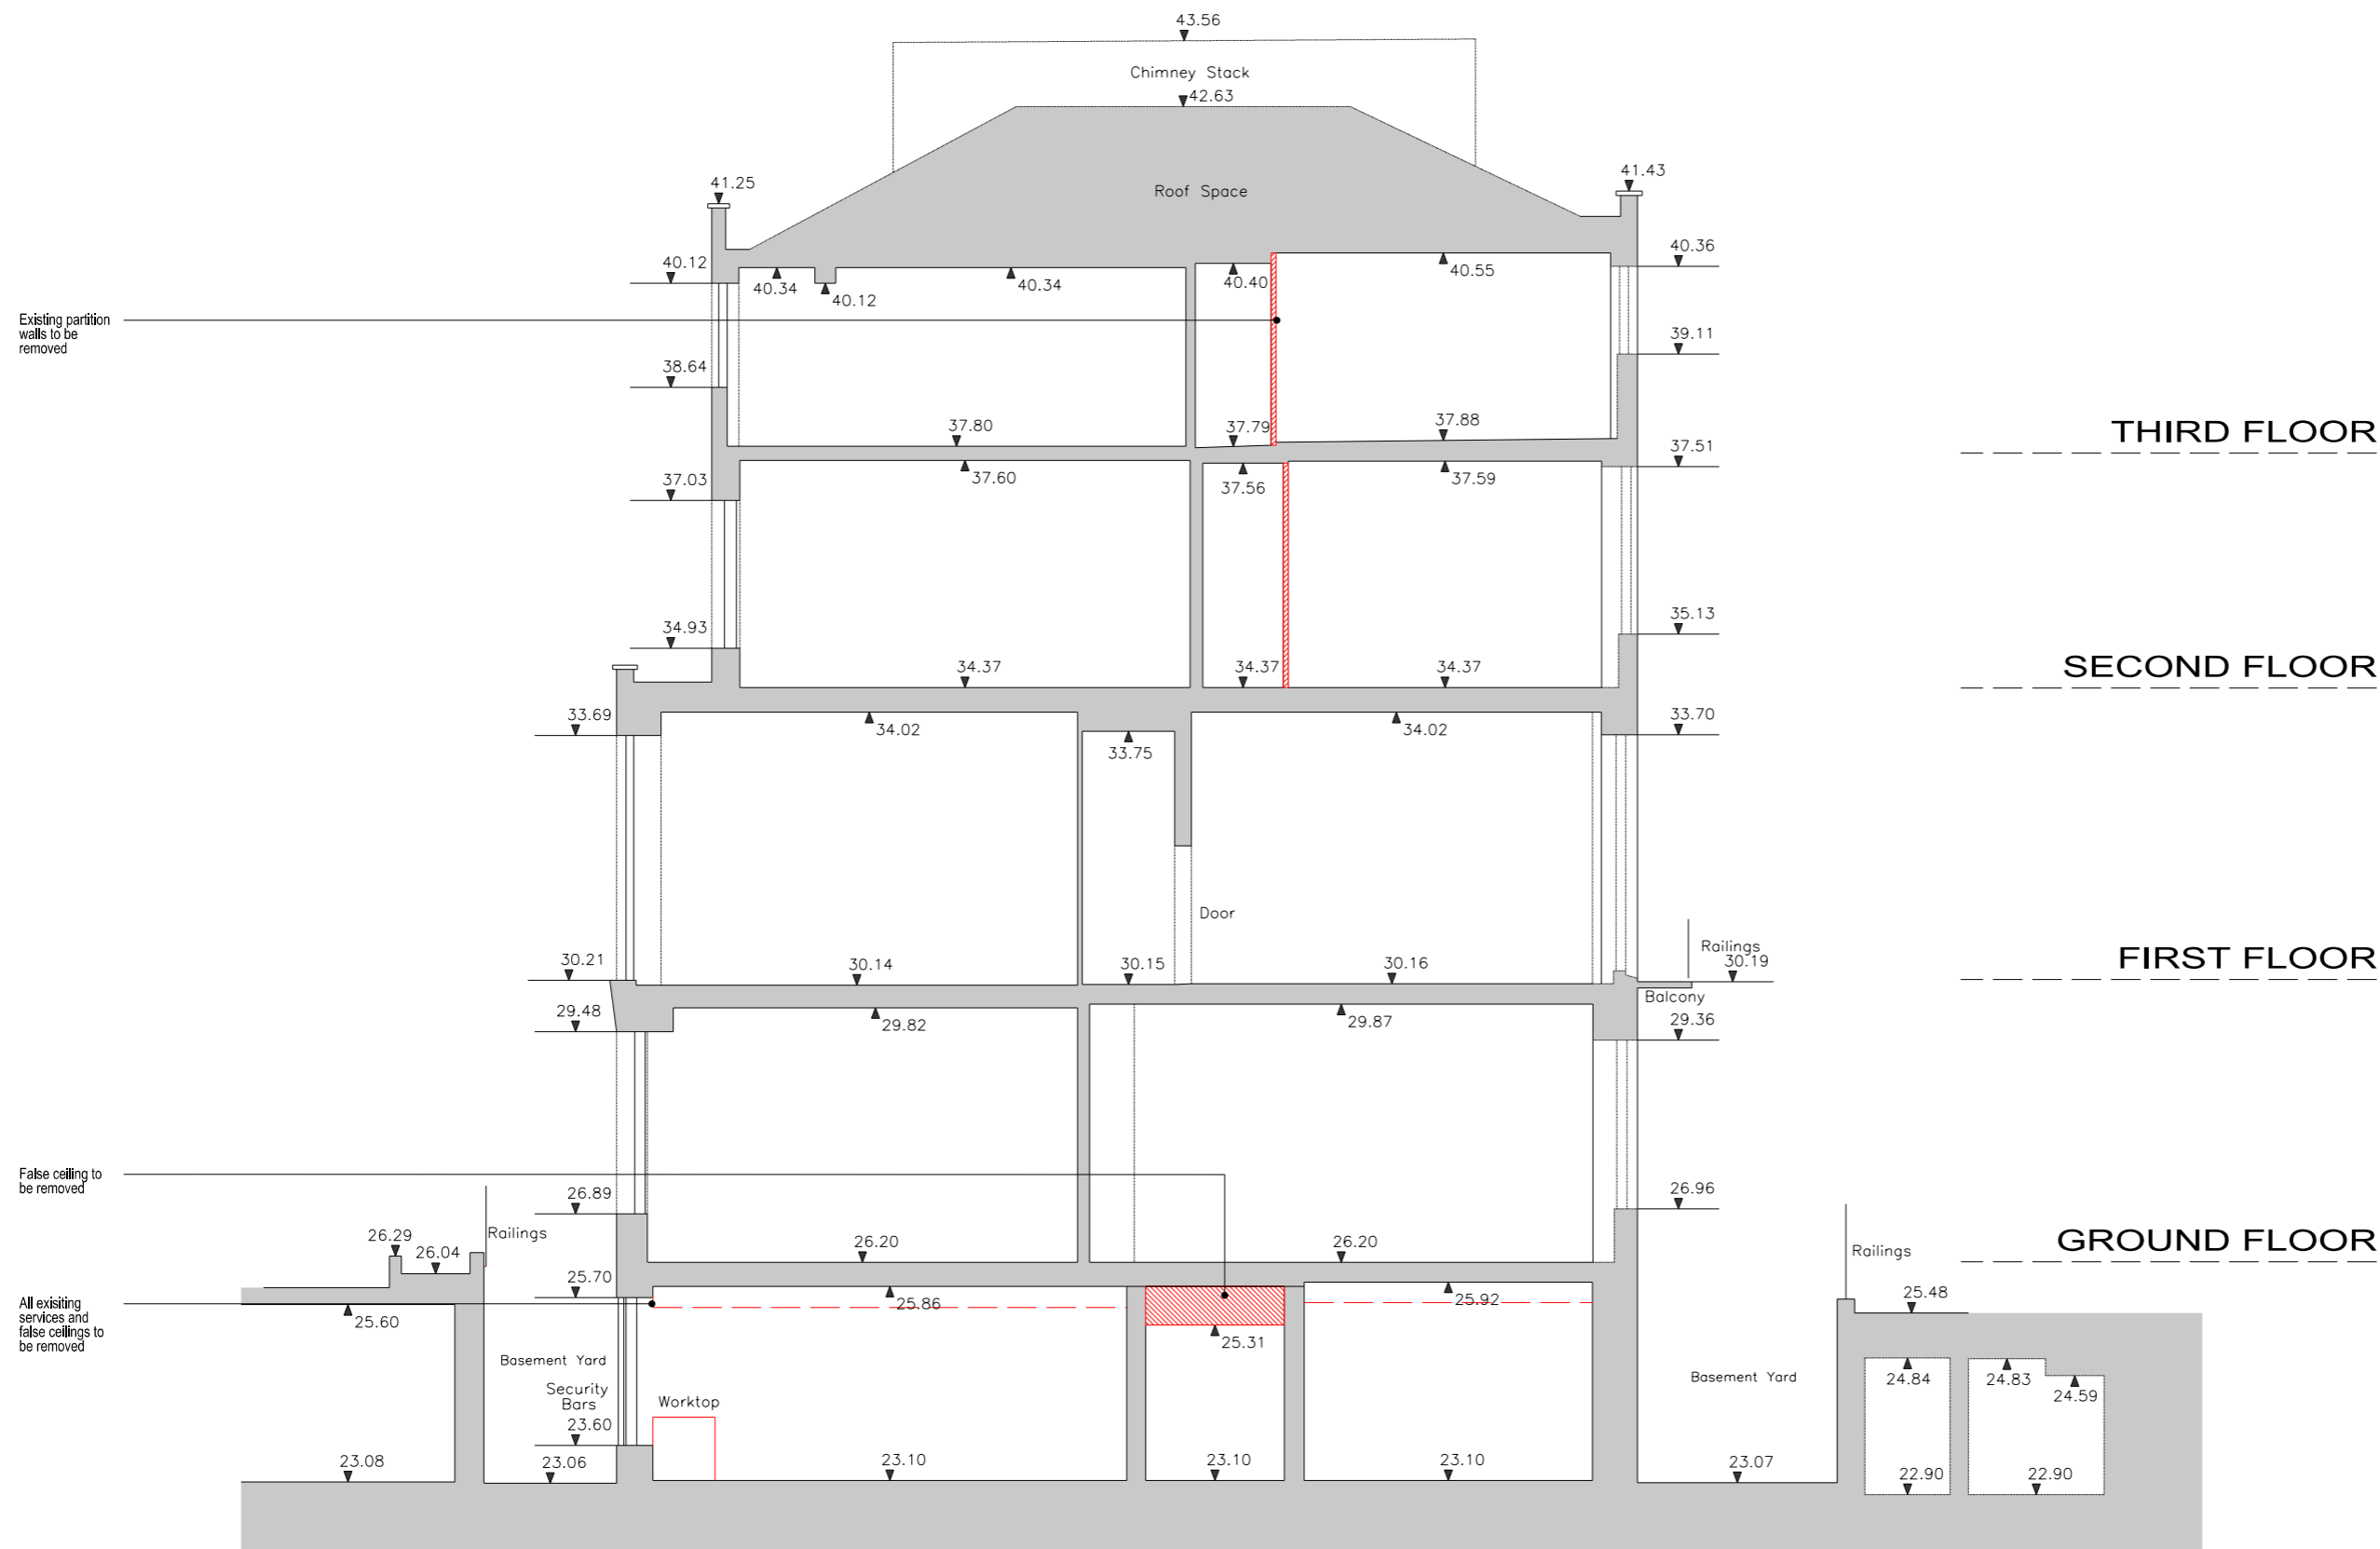 43.56
Chimney Stack
42.63
41.25
41.43
Roof Space
40.12
40.34
40.12
40.34
40.40
40.55
40.36
Existing partition
walls to be
removed
39.11
38.64
37.80
37.79
37.88
THIRD FLOOR
37.51
37.03
37.60
37.56
37.59
34.93
35.13
34.37
34.37
34.37
SECOND FLOOR
33.69
34.02
33.75
34.02
33.70
Door
30.21
30.14
30.15
30.16
Railings
30.19
FIRST FLOOR
Balcony
29.48
29.82
29.87
29.36
False ceiling to
be removed
26.89
26.96
26.29
26.04
Railings
26.20
26.20
Railings
GROUND FLOOR
25.70
25.86
25.92
25.48
All exisiting
services and
false ceilings to
be removed
25.60
25.31
Basement Yard
Security
Bars
Worktop
Basement Yard
24.84
24.83
24.59
23.60
23.08
23.06
23.10
23.10
23.10
23.07
22.90
22.90